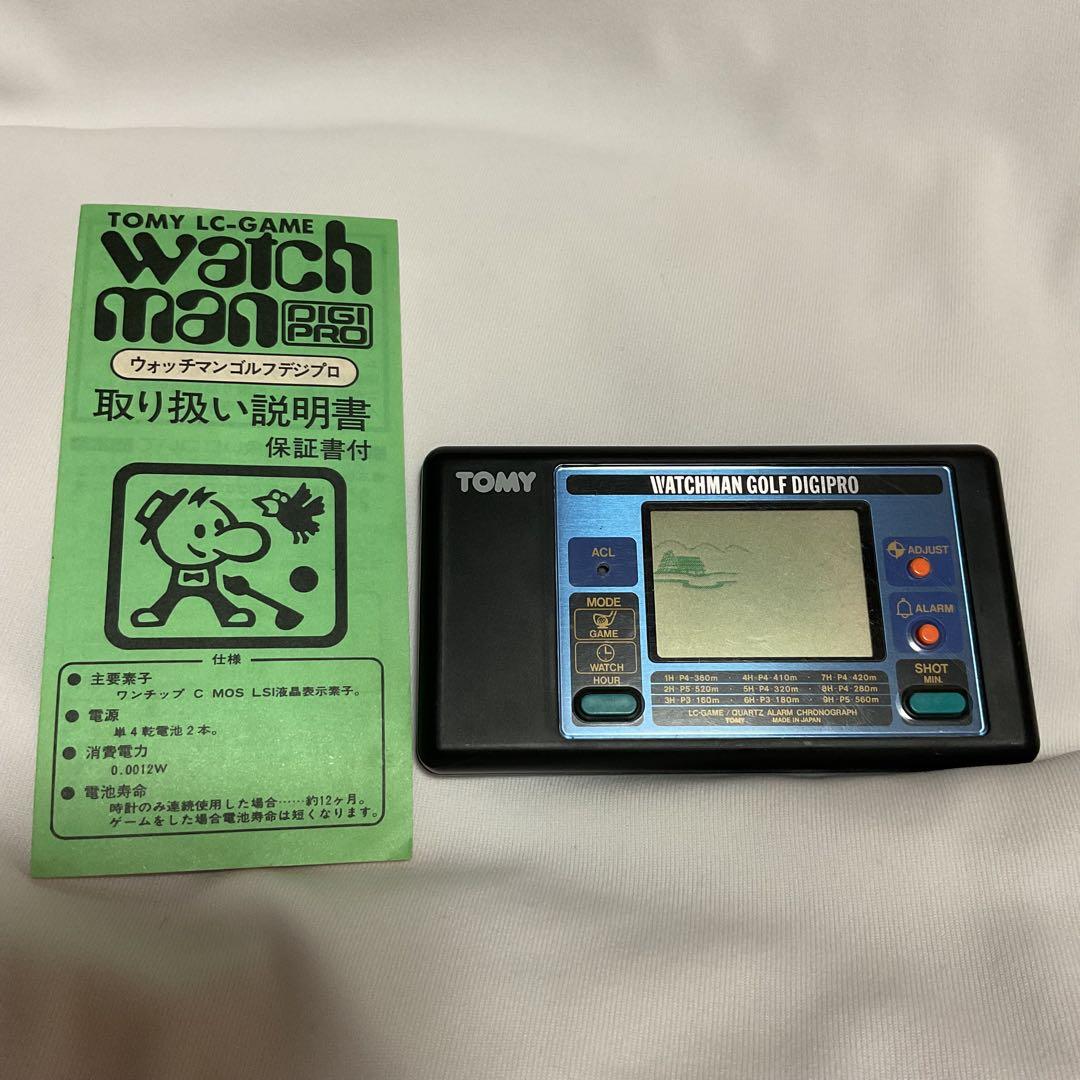 TOMY LC-GAME
watch
man DIGI
PRO
ウォッチマンゴルフデジプロ
取り扱い説明書
保証書付
仕様
● 主要素子
ワンチップ C MOS LSI液晶表示素子。
● 電源
単4乾電池2本。
● 消費電力
0.0012W
● 電池寿命
時計のみ連続使用した場合……約12ヶ月。
ゲームをした場合電池寿命は短くなります。
TOMY
WATCHMAN GOLF DIGIPRO
ACL
MODE
GAME
WATCH
HOUR
ADJUST
ALARM
SHOT
MIN.
1H·P4-360m · 4H·P4-410m · 7H·P4-420m
2H·P5-520m · 5H·P4-320m · 8H·P4-280m
3H·P3-150m · 6H·P3-180m · 9H·P5-560m
LC-GAME / QUARTZ ALARM CHRONOGRAPH
TOMY MADE IN JAPAN